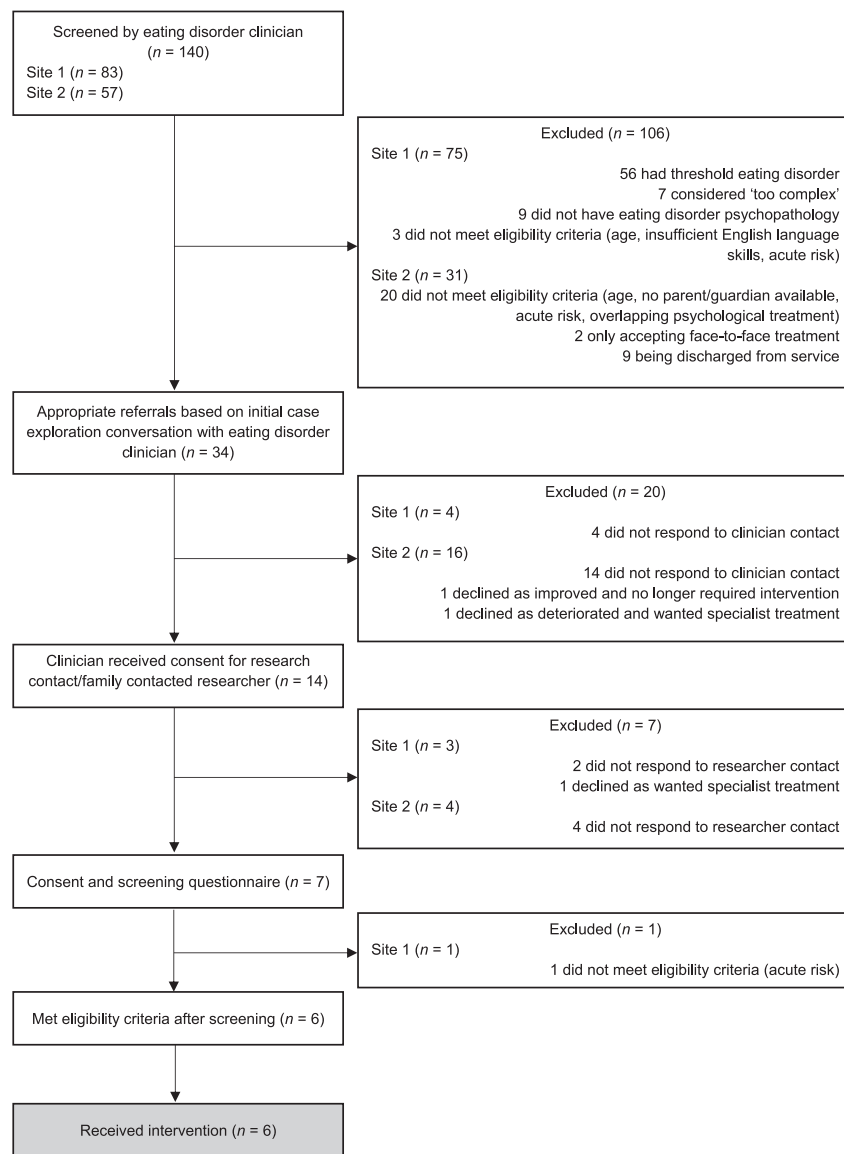 Screened by eating disorder clinician
(n = 140)
Site 1 (n = 83)
Site 2 (n = 57)
Excluded (n = 106)
Site 1 (n = 75)
56 had threshold eating disorder
7 considered ‘too complex’
9 did not have eating disorder psychopathology
3 did not meet eligibility criteria (age, insufficient English language
skills, acute risk)
Site 2 (n = 31)
20 did not meet eligibility criteria (age, no parent/guardian available,
acute risk, overlapping psychological treatment)
2 only accepting face-to-face treatment
9 being discharged from service
Appropriate referrals based on initial case
exploration conversation with eating disorder
clinician (n = 34)
Excluded (n = 20)
Site 1 (n = 4)
4 did not respond to clinician contact
Site 2 (n = 16)
14 did not respond to clinician contact
1 declined as improved and no longer required intervention
1 declined as deteriorated and wanted specialist treatment
Clinician received consent for research
contact/family contacted researcher (n = 14)
Excluded (n = 7)
Site 1 (n = 3)
2 did not respond to researcher contact
1 declined as wanted specialist treatment
Site 2 (n = 4)
4 did not respond to researcher contact
Consent and screening questionnaire (n = 7)
Excluded (n = 1)
Site 1 (n = 1)
1 did not meet eligibility criteria (acute risk)
Met eligibility criteria after screening (n = 6)
Received intervention (n = 6)